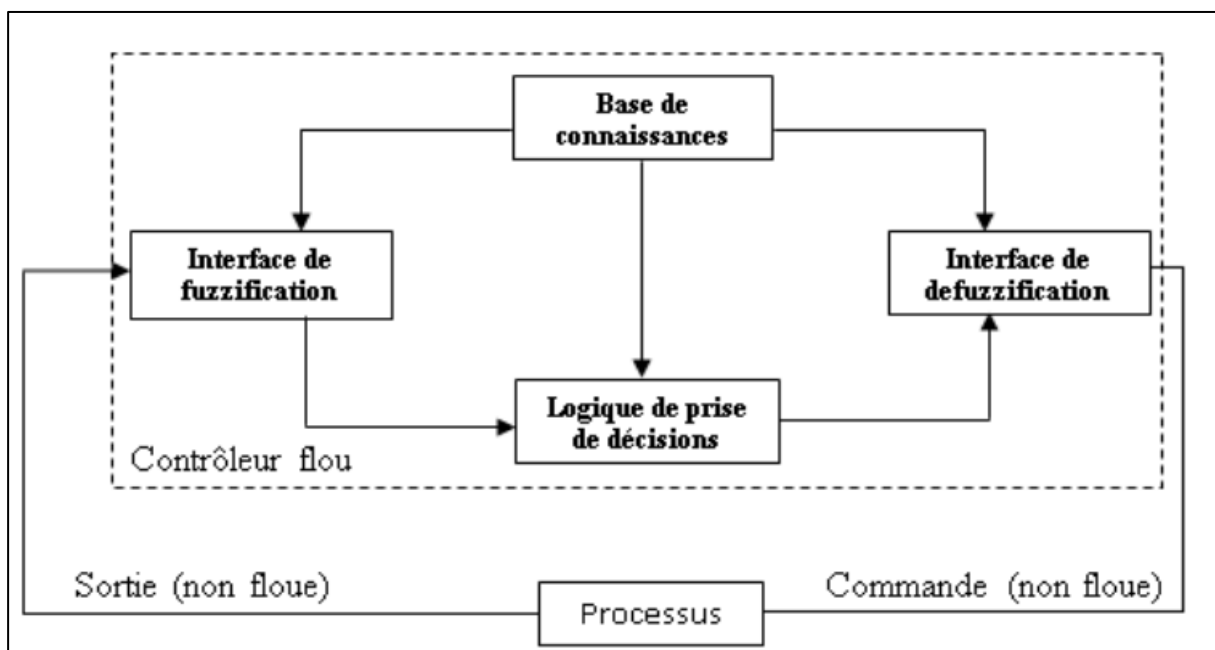 Base de
connaissances
Interface de
fuzzification
Interface de
defuzzification
Logique de prise
de décisions
Contrôleur flou
Sortie (non floue)
Commande (non floue)
Processus